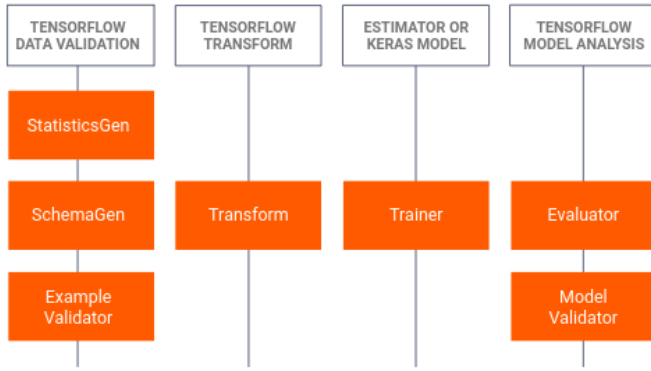 TENSORFLOW
DATA VALIDATION
TENSORFLOW
TRANSFORM
ESTIMATOR OR
KERAS MODEL
TENSORFLOW
MODEL ANALYSIS
StatisticsGen
SchemaGen
Transform
Trainer
Evaluator
Example
Validator
Model
Validator